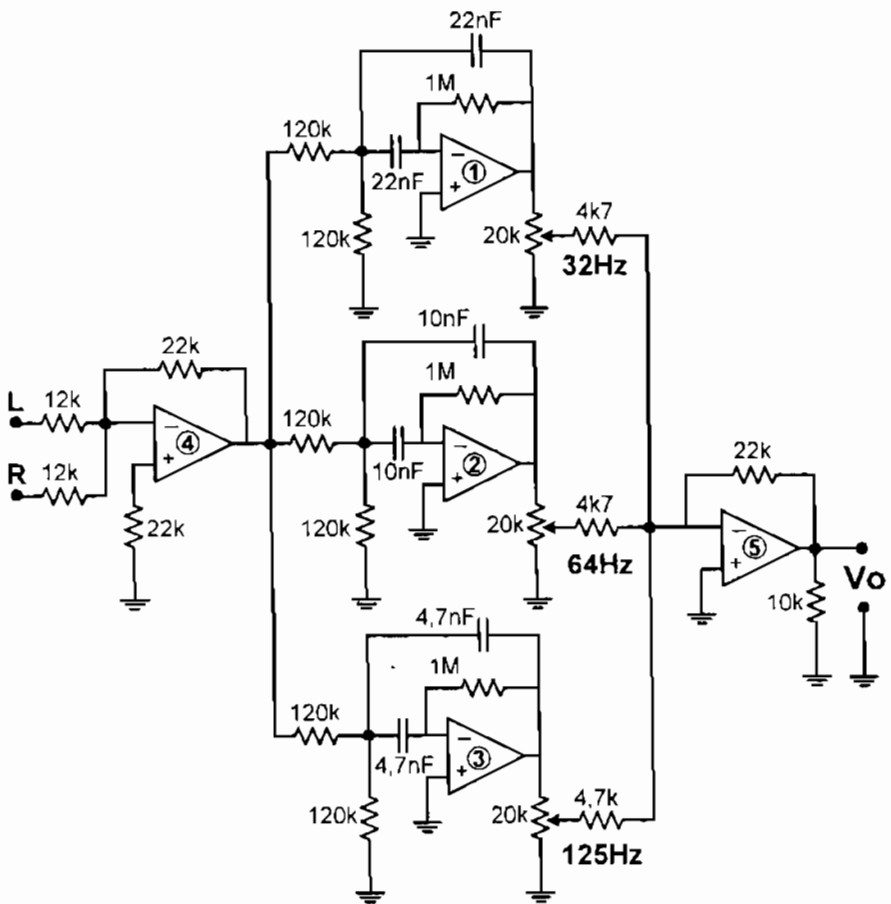 22nF
1M
120k
22nF
−
+
①
120k
20k
4k7
32Hz
10nF
1M
22k
L
12k
−
+
④
120k
10nF
−
+
②
R
12k
22k
120k
20k
4k7
64Hz
22k
−
+
⑤
Vo
10k
4,7nF
1M
120k
4,7nF
−
+
③
120k
20k
4,7k
125Hz